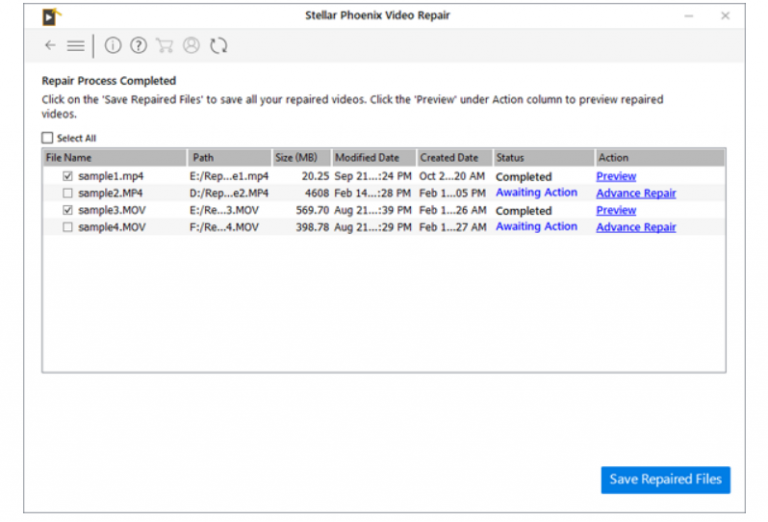 Stellar Phoenix Video Repair
Repair Process Completed
Click on the 'Save Repaired Files' to save all your repaired videos. Click the 'Preview' under Action column to preview repaired
videos.
Select All
File Name Path Size (MB) Modified Date Created Date Status Action
sample1.mp4 E:/Rep...e1.mp4 20.25 Sep 21...:24 PM Oct 2...20 AM Completed Preview
sample2.MP4 D:/Rep...e2.MP4 4608 Feb 14...:28 PM Feb 1...05 PM Awaiting Action Advance Repair
sample3.MOV E:/Re...3.MOV 569.70 Aug 21...:39 PM Feb 1...26 AM Completed Preview
sample4.MOV F:/Re...4.MOV 398.78 Aug 21...:29 PM Feb 1...27 AM Awaiting Action Advance Repair
Save Repaired Files